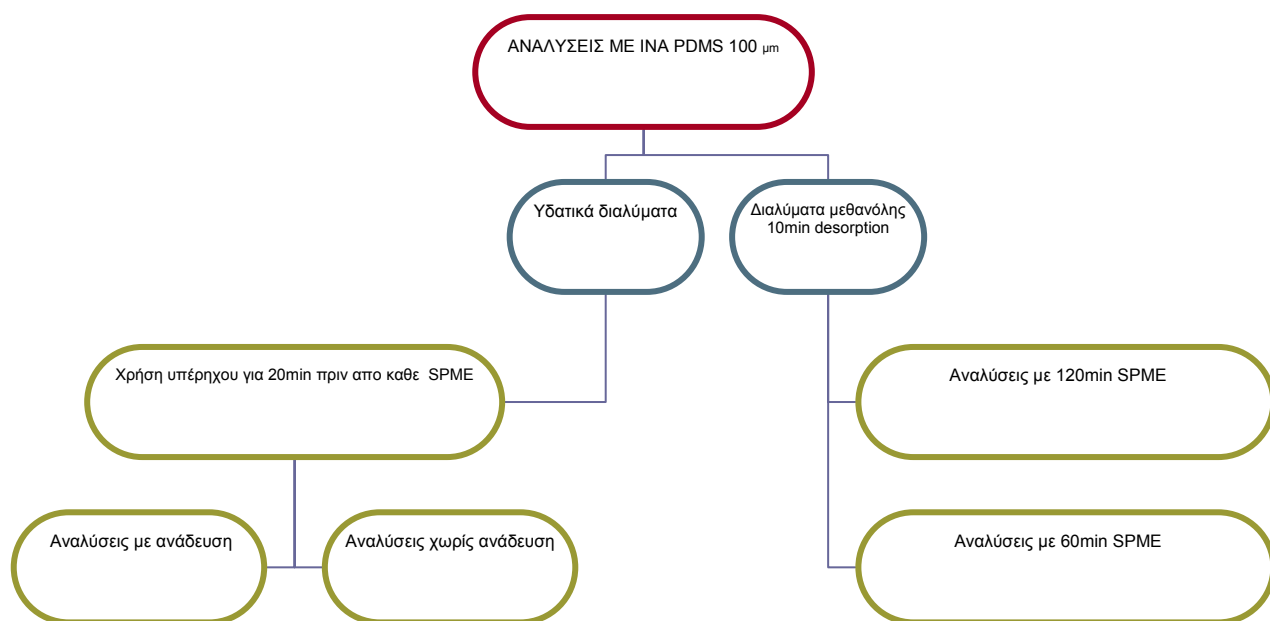 ΑΝΑΛΥΣΕΙΣ ΜΕ ΙΝΑ PDMS 100 μm
Υδατικά διαλύματα
Διαλύματα μεθανόλης
10min desorption
Χρήση υπέρηχου για 20min πριν απο καθε SPME
Αναλύσεις με 120min SPME
Αναλύσεις με ανάδευση
Αναλύσεις χωρίς ανάδευση
Αναλύσεις με 60min SPME